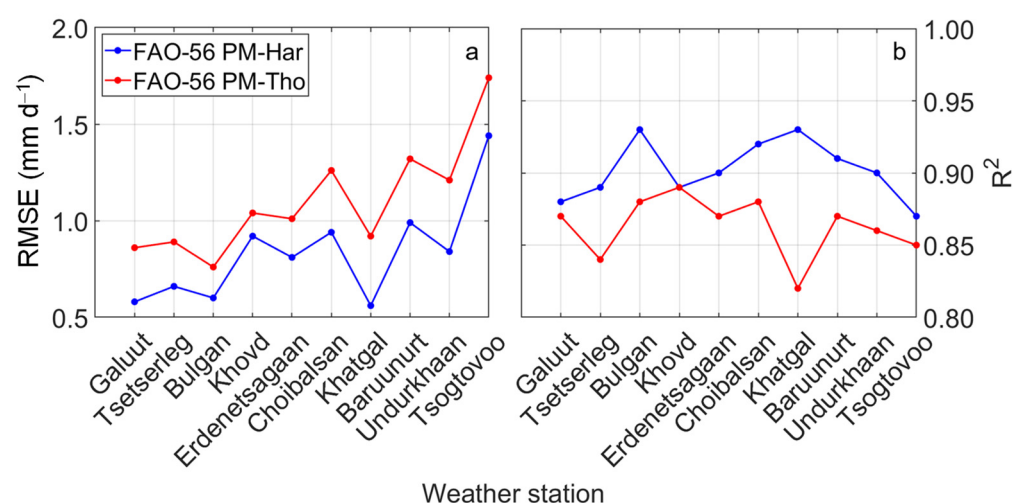 2.0
1.5
1.0
0.5
RMSE (mm d⁻¹)
FAO-56 PM-Har
FAO-56 PM-Tho
a
Galuut
Tsetserleg
Bulgan
Khovd
Erdenetsagaan
Choibalsan
Khatgal
Baruunurt
Undurkhaan
Tsogtovoo
b
1.00
0.95
0.90
0.85
0.80
R²
Galuut
Tsetserleg
Bulgan
Khovd
Erdenetsagaan
Choibalsan
Khatgal
Baruunurt
Undurkhaan
Tsogtovoo
Weather station